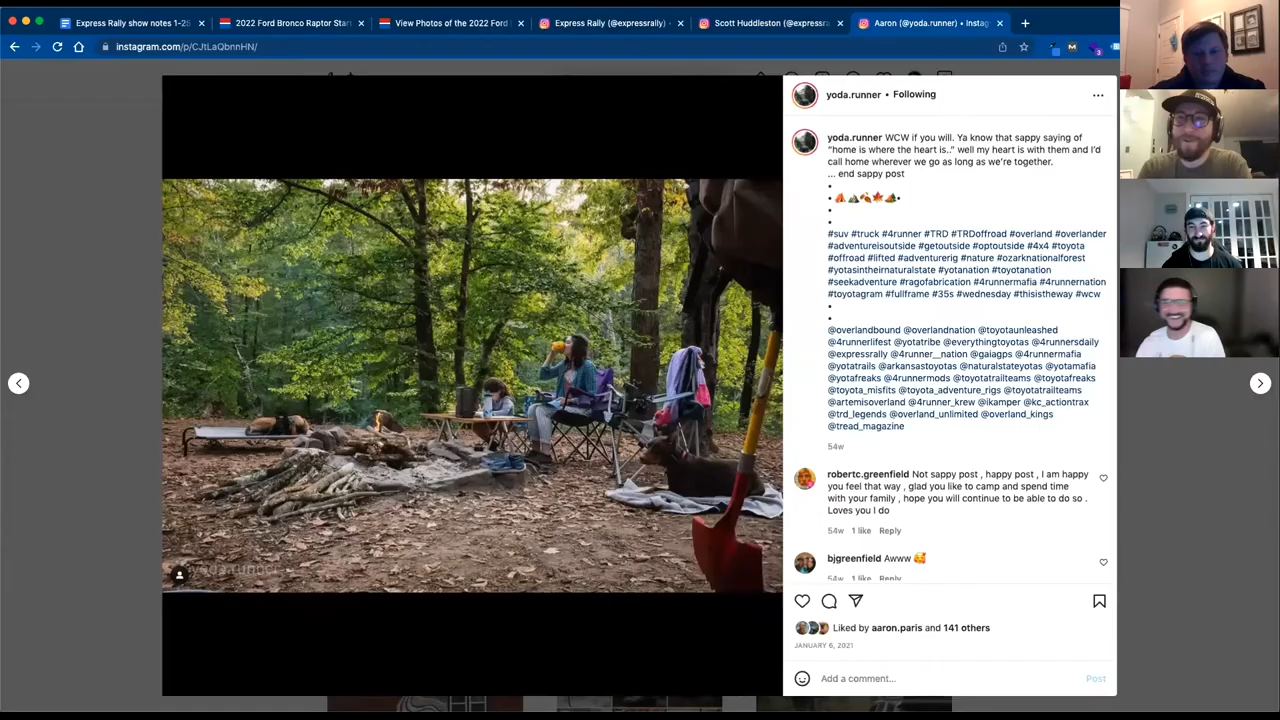 Express Rally show notes 1-25
2022 Ford Bronco Raptor Star
View Photos of the 2022 Ford
Express Rally (@expressrally)
Scott Huddleston (@expressra
Aaron (@yoda.runner) • Instag
instagram.com/p/CJtLaQbnnHN/
yoda.runner • Following
yoda.runner WCW if you will. Ya know that sappy saying of
“home is where the heart is..” well my heart is with them and I’d
call home wherever we go as long as we’re together.
... end sappy post
•
• 🏕⛰🍂🍁🏕•
•
•
#suv #truck #4runner #TRD #TRDoffroad #overland #overlander
#adventureisoutside #getoutside #optoutside #4x4 #toyota
#offroad #lifted #adventurerig #nature #ozarknationalforest
#yotasintheirnaturalstate #yotanation #toyotanation
#seekadventure #ragofabrication #4runnermafia #4runnernation
#toyotagram #fullframe #35s #wednesday #thisistheway #wcw
•
•
@overlandbound @overlandnation @toyotaunleashed
@4runnerlifest @yotatribe @everythingtoyotas @4runnersdaily
@expressrally @4runner__nation @gaiagps @4runnermafia
@yotatrails @arkansastoyotas @naturalstateyotas @yotamafia
@yotafreaks @4runnermods @toyotatrailteams @toyotafreaks
@toyota_misfits @toyota_adventure_rigs @toyotatrailteams
@artemisoverland @4runner_krew @ikamper @kc_actiontrax
@trd_legends @overland_unlimited @overland_kings
@tread_magazine
54w
robertc.greenfield Not sappy post , happy post , I am happy
you feel that way , glad you like to camp and spend time
with your family , hope you will continue to be able to do so .
Loves you I do
54w 1 like Reply
bjgreenfield Awww 🥰
54w 1 like Reply
yoda.runner
Liked by aaron.paris and 141 others
JANUARY 6, 2021
Add a comment...
Post